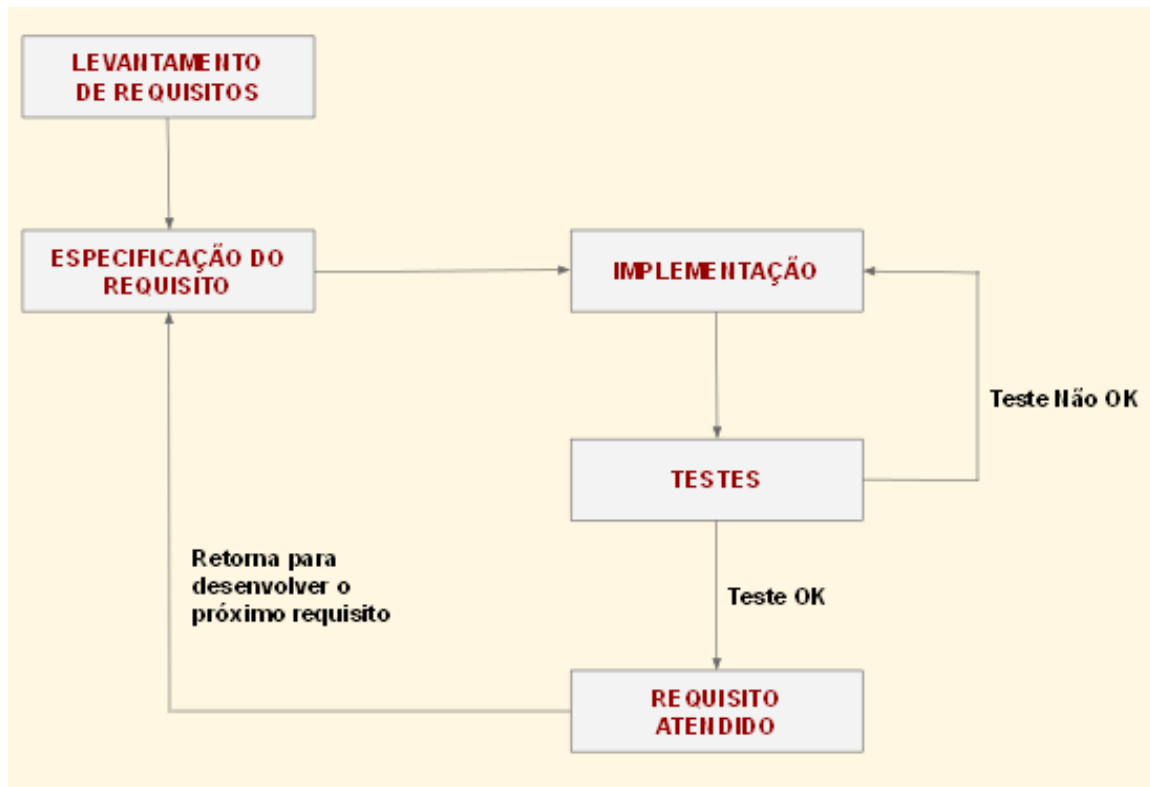 LEVANTAMENTO
DE REQUISITOS
ESPECIFICAÇÃO DO
REQUISITO
IMPLEMENTAÇÃO
Teste Não OK
TESTES
Retorna para
desenvolver o
próximo requisito
Teste OK
REQUISITO
ATENDIDO